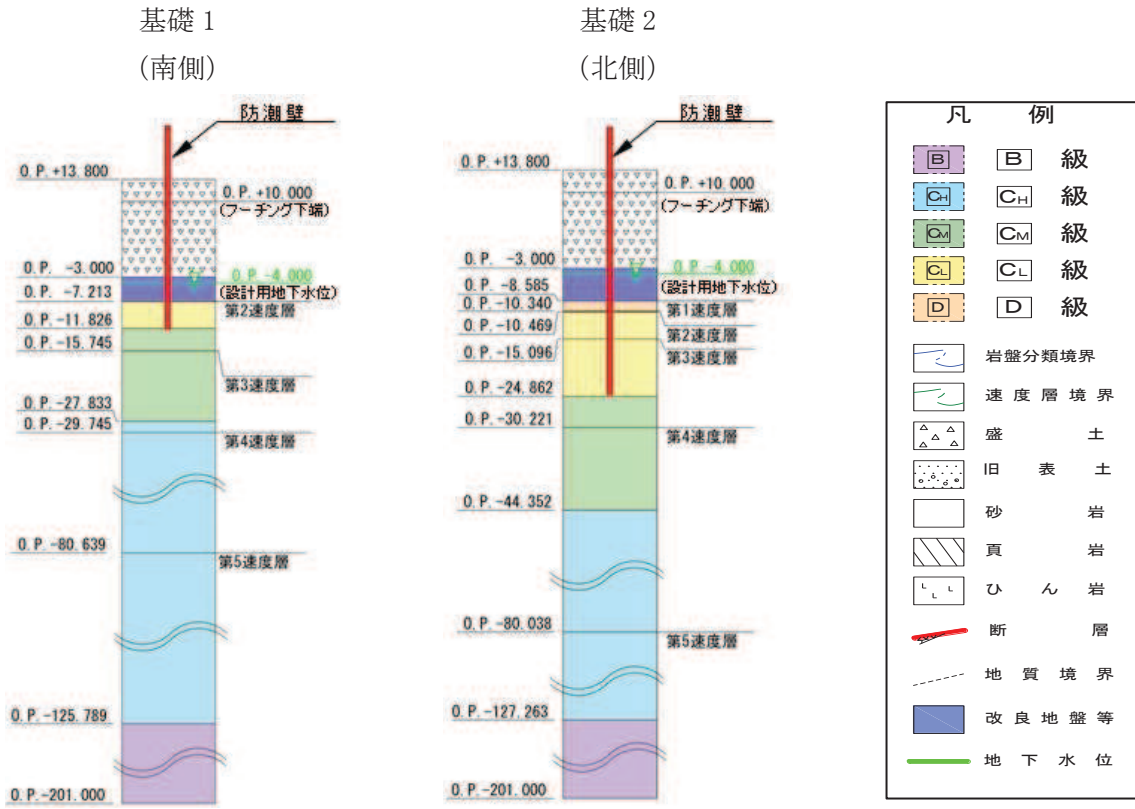 基礎1
(南側)
防潮壁
O.P.+13.800
O.P.+10.000
(フーチング下端)
O.P. -3.000
O.P.-4.000
(設計用地下水位)
O.P. -7.213
第2速度層
O.P.-11.826
O.P.-15.745
第3速度層
O.P.-27.833
O.P.-29.745
第4速度層
O.P.-80.639
第5速度層
O.P.-125.789
O.P.-201.000
基礎2
(北側)
防潮壁
O.P.+13.800
O.P.+10.000
(フーチング下端)
O.P. -3.000
O.P.-4.000
(設計用地下水位)
O.P. -8.585
O.P.-10.340
第1速度層
O.P.-10.469
第2速度層
O.P.-15.096
第3速度層
O.P.-24.862
O.P.-30.221
第4速度層
O.P.-44.352
O.P.-80.038
第5速度層
O.P.-127.263
O.P.-201.000
凡例
B B 級
CH CH 級
CM CM 級
CL CL 級
D D 級
岩盤分類境界
速度層境界
盛土
旧表土
砂岩
頁岩
ひん岩
断層
地質境界
改良地盤等
地下水位